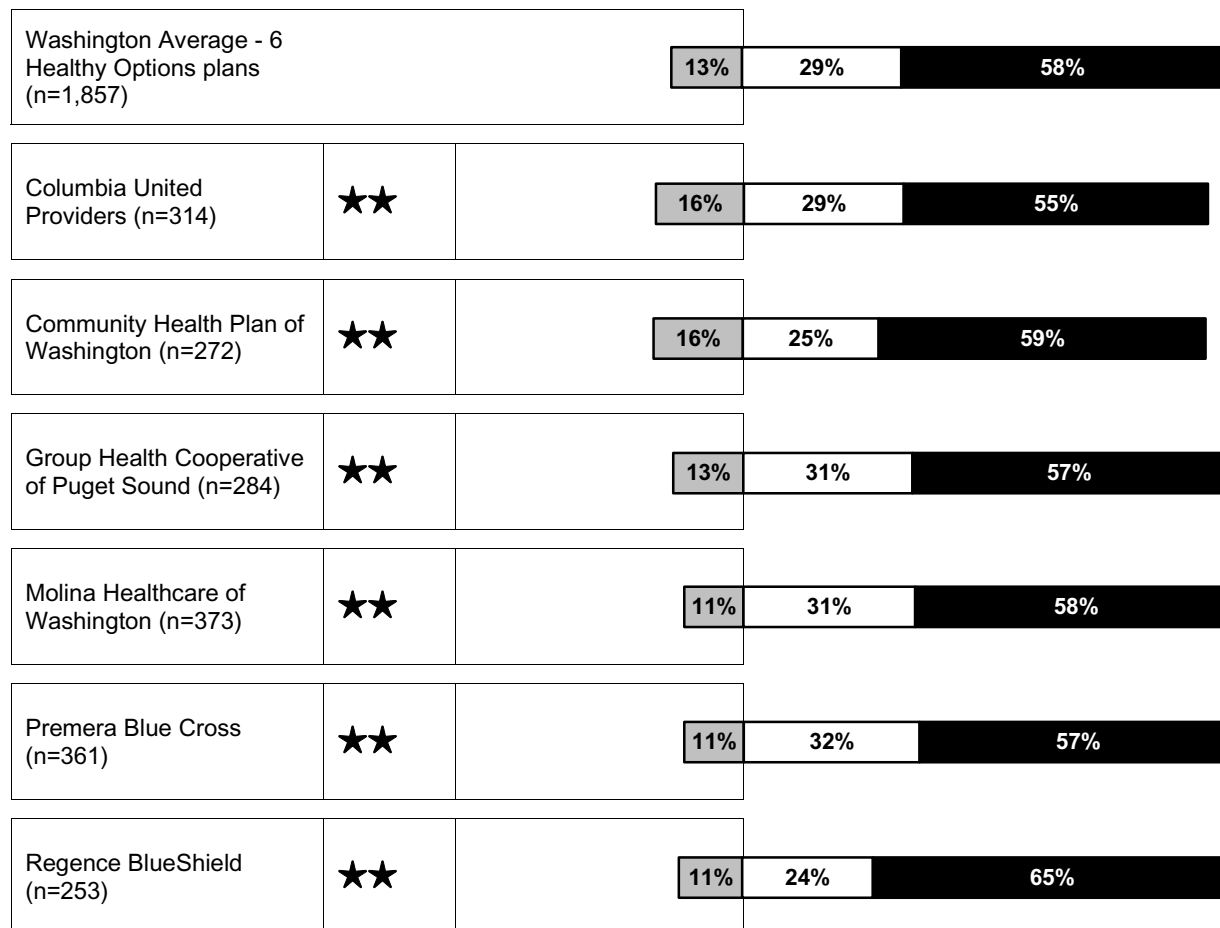 Washington Average - 6
Healthy Options plans
(n=1,857)
13% 29% 58%
Columbia United
Providers (n=314)
★★
16% 29% 55%
Community Health Plan of
Washington (n=272)
★★
16% 25% 59%
Group Health Cooperative
of Puget Sound (n=284)
★★
13% 31% 57%
Molina Healthcare of
Washington (n=373)
★★
11% 31% 58%
Premera Blue Cross
(n=361)
★★
11% 32% 57%
Regence BlueShield
(n=253)
★★
11% 24% 65%